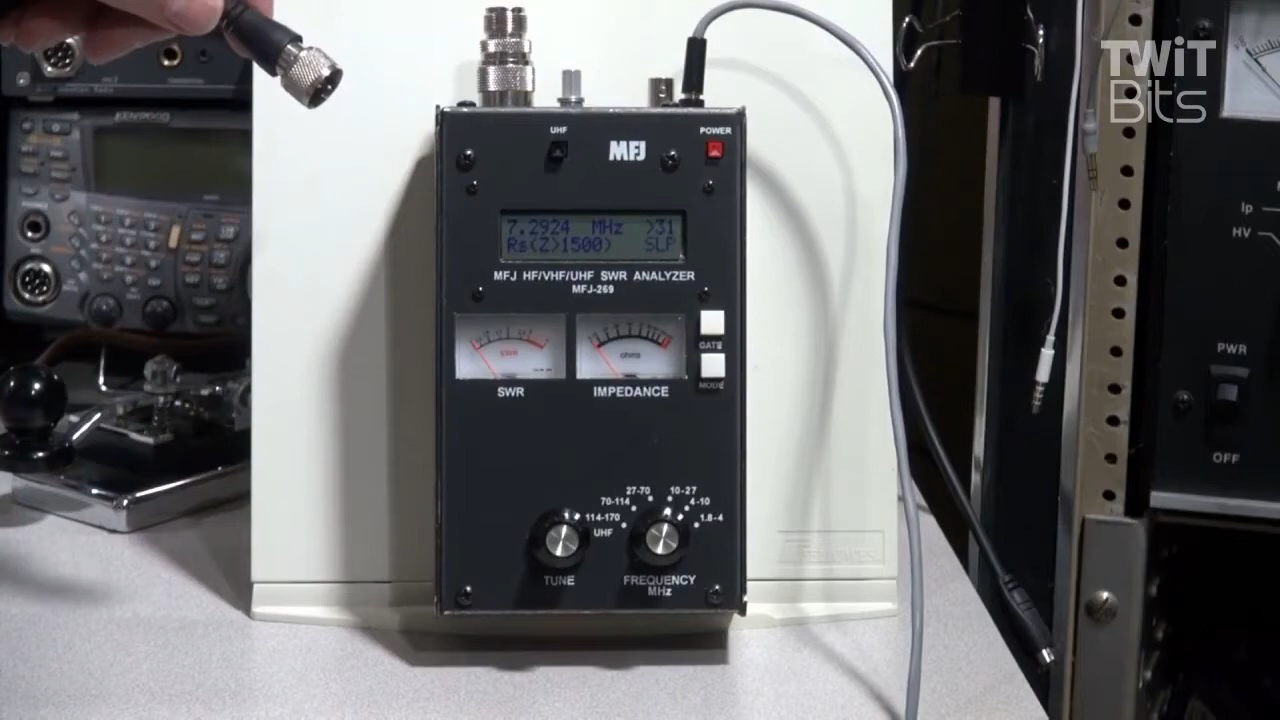 TWiT
Bits
KENWOOD
UHF
MFJ
POWER
7.2924 MHz >31
Rs(Z>1500) SLF
MFJ HF/VHF/UHF SWR ANALYZER
MFJ-269
SWR
ohms
GATE
MODE
SWR
IMPEDANCE
27-70
10-27
70-114
4-10
114-170
1.8-4
UHF
TUNE
FREQUENCY
MHz
Ip
HV
PWR
OFF